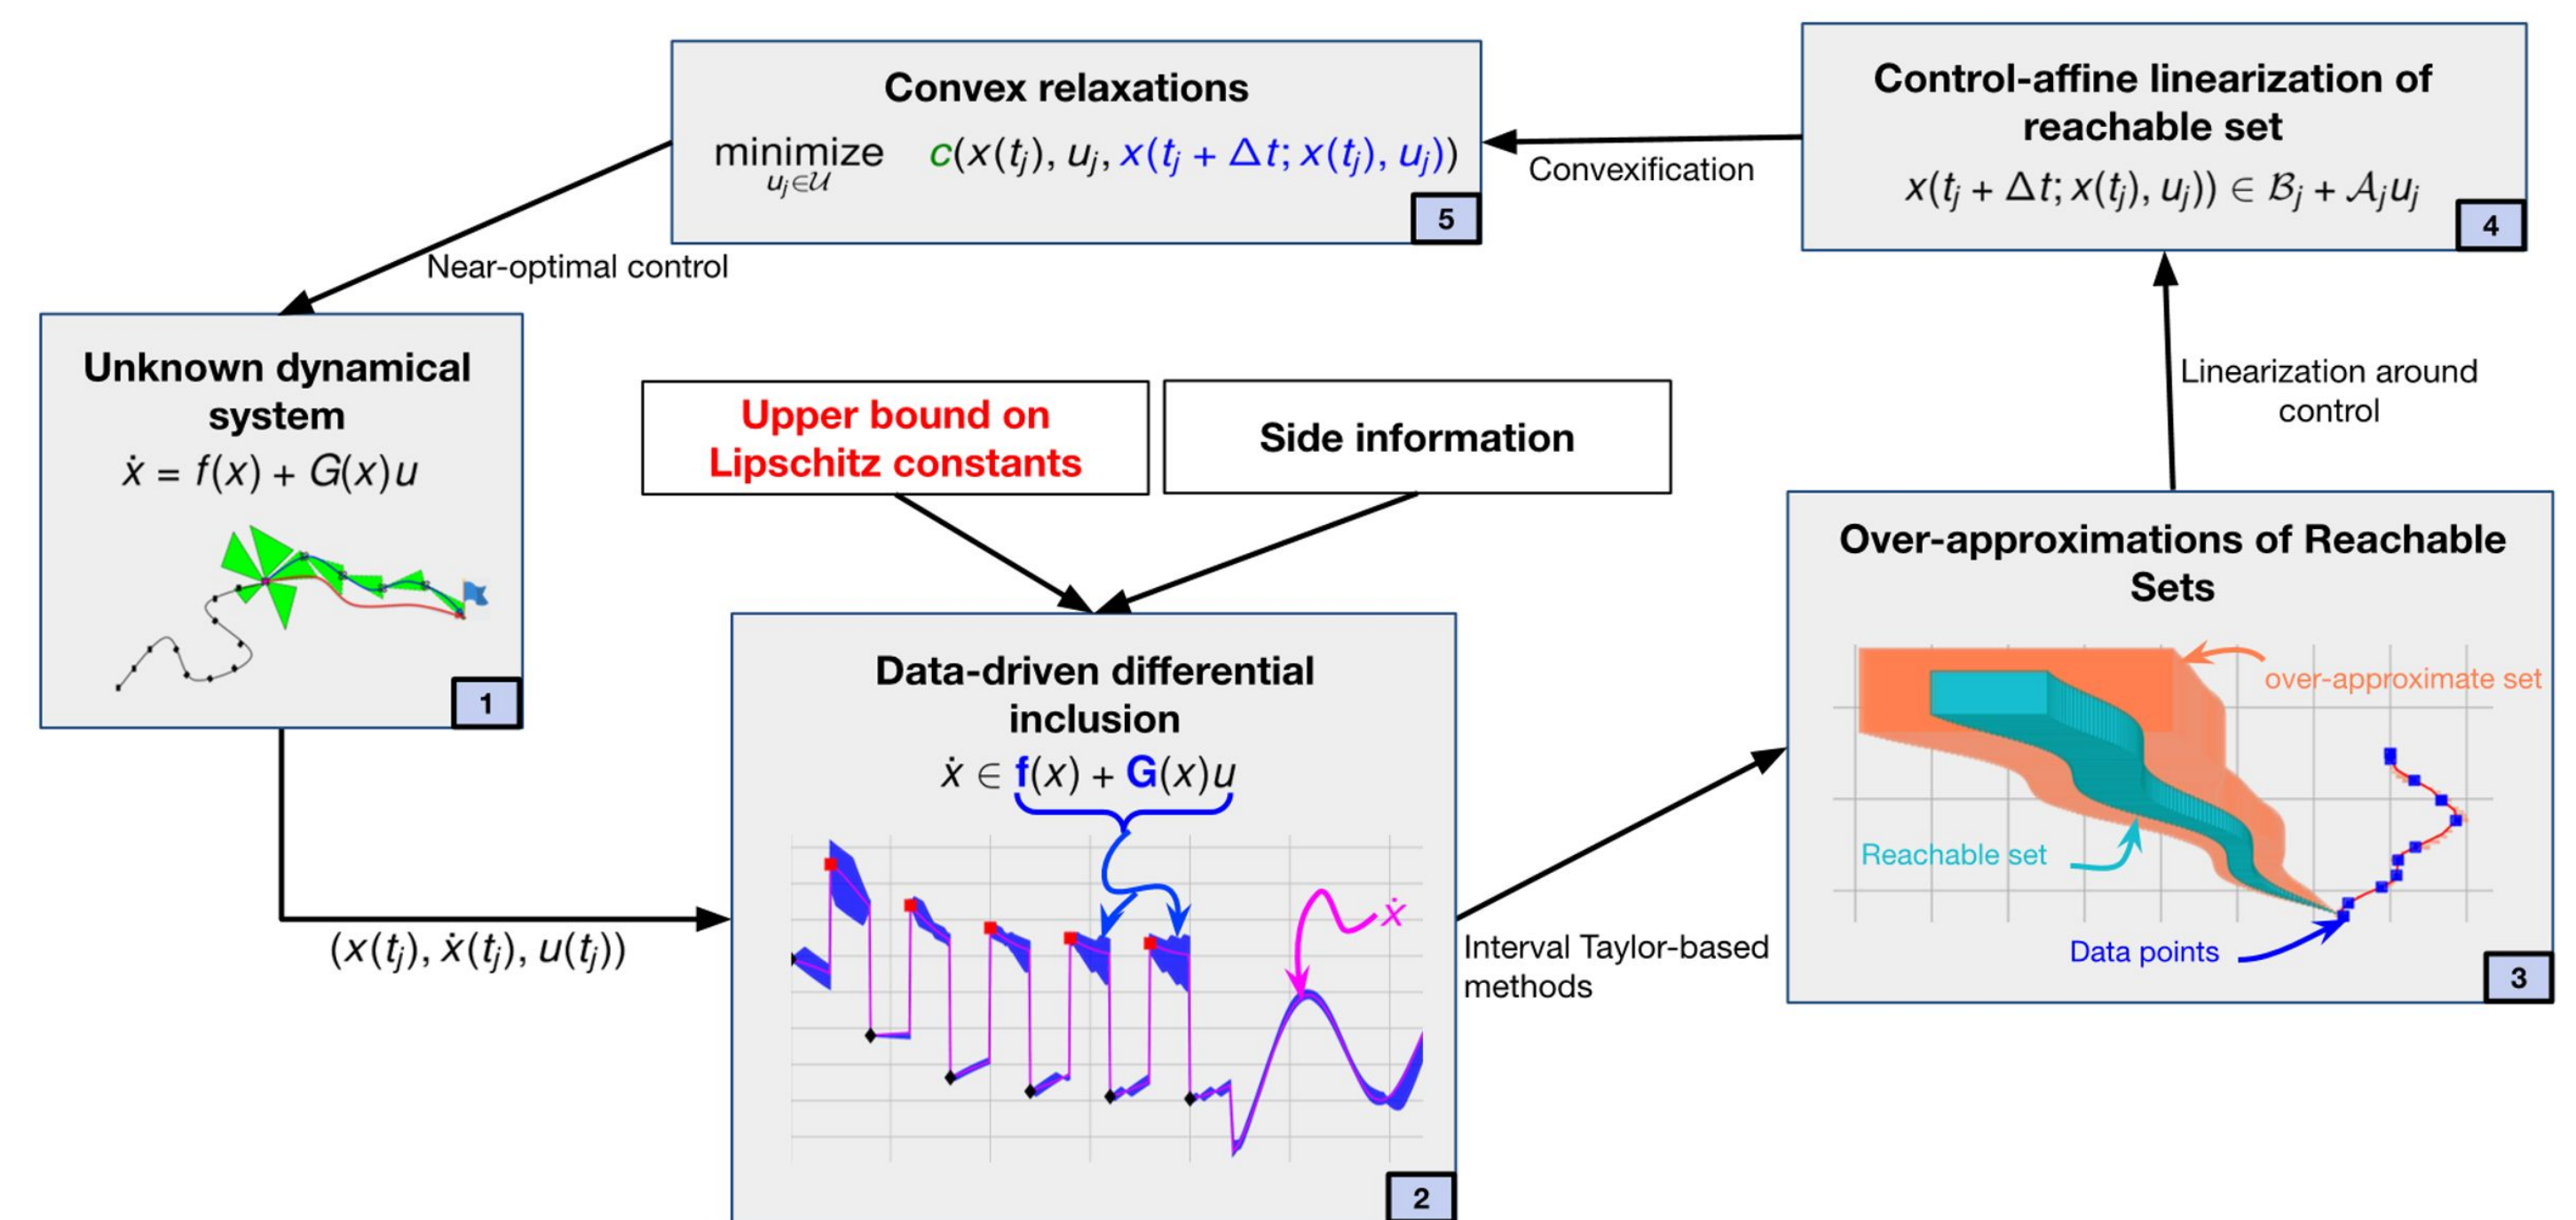 Convex relaxations
minimize c(x(tⱼ), uⱼ, x(tⱼ + Δt; x(tⱼ), uⱼ))
uⱼ∈𝒰
5
Control-affine linearization of
reachable set
x(tⱼ + Δt; x(tⱼ), uⱼ)) ∈ ℬⱼ + 𝒜ⱼuⱼ
4
Convexification
Near-optimal control
Unknown dynamical
system
ẋ = f(x) + G(x)u
1
Upper bound on
Lipschitz constants
Side information
Linearization around
control
Data-driven differential
inclusion
ẋ ∈ f(x) + G(x)u
ẋ
2
(x(tⱼ), ẋ(tⱼ), u(tⱼ))
Interval Taylor-based
methods
Over-approximations of Reachable
Sets
over-approximate set
Reachable set
Data points
3